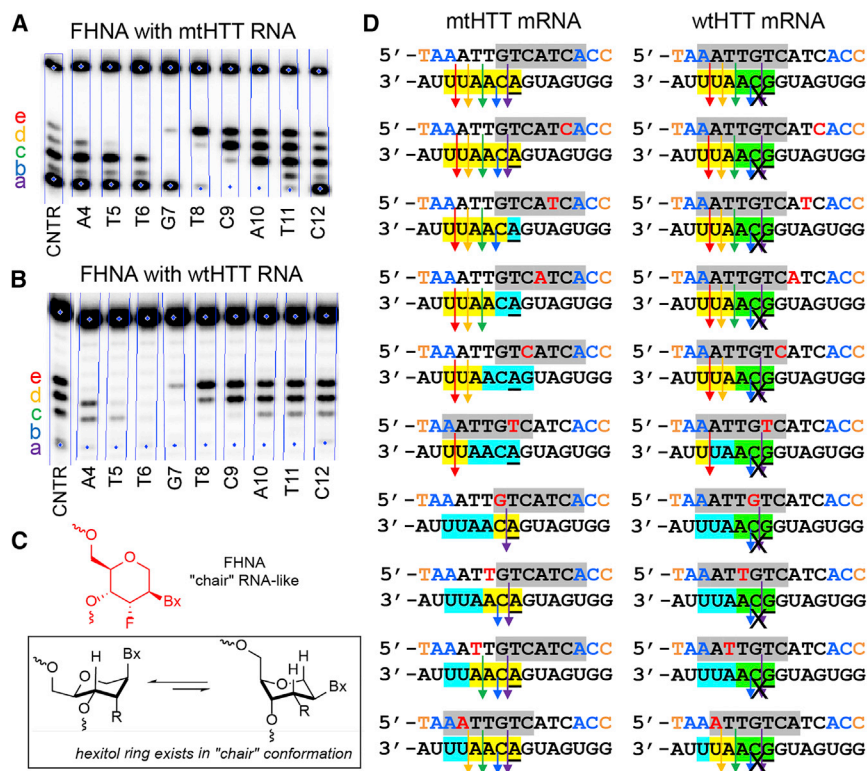 A
FHNA with mtHTT RNA
e
d
c
b
a
CNTR A4 T5 T6 G7 T8 C9 A10 T11 C12
B
FHNA with wtHTT RNA
e
d
c
b
a
CNTR A4 T5 T6 G7 T8 C9 A10 T11 C12
C
FHNA
"chair" RNA-like
O
O
O
Bx
F
O
H
Bx
O
O
R
O
H
O
H
Bx
O
R
hexitol ring exists in "chair" conformation
D
mtHTT mRNA
5'-TAAATTGTCATCACC
3'-AUUUAACAGUAGUGG
5'-TAAATTGTCATCACC
3'-AUUUAACAGUAGUGG
5'-TAAATTGTCATCACC
3'-AUUUAACAGUAGUGG
5'-TAAATTGTCATCACC
3'-AUUUAACAGUAGUGG
5'-TAAATTGTCATCACC
3'-AUUUAACAGUAGUGG
5'-TAAATTGTCATCACC
3'-AUUUAACAGUAGUGG
5'-TAAATTGTCATCACC
3'-AUUUAACAGUAGUGG
5'-TAAATTGTCATCACC
3'-AUUUAACAGUAGUGG
5'-TAAATTGTCATCACC
3'-AUUUAACAGUAGUGG
5'-TAAATTGTCATCACC
3'-AUUUAACAGUAGUGG
wtHTT mRNA
5'-TAAATTGTCATCACC
3'-AUUUAACGGUAGUGG
5'-TAAATTGTCATCACC
3'-AUUUAACGGUAGUGG
5'-TAAATTGTCATCACC
3'-AUUUAACGGUAGUGG
5'-TAAATTGTCATCACC
3'-AUUUAACGGUAGUGG
5'-TAAATTGTCATCACC
3'-AUUUAACGGUAGUGG
5'-TAAATTGTCATCACC
3'-AUUUAACGGUAGUGG
5'-TAAATTGTCATCACC
3'-AUUUAACGGUAGUGG
5'-TAAATTGTCATCACC
3'-AUUUAACGGUAGUGG
5'-TAAATTGTCATCACC
3'-AUUUAACGGUAGUGG
5'-TAAATTGTCATCACC
3'-AUUUAACGGUAGUGG